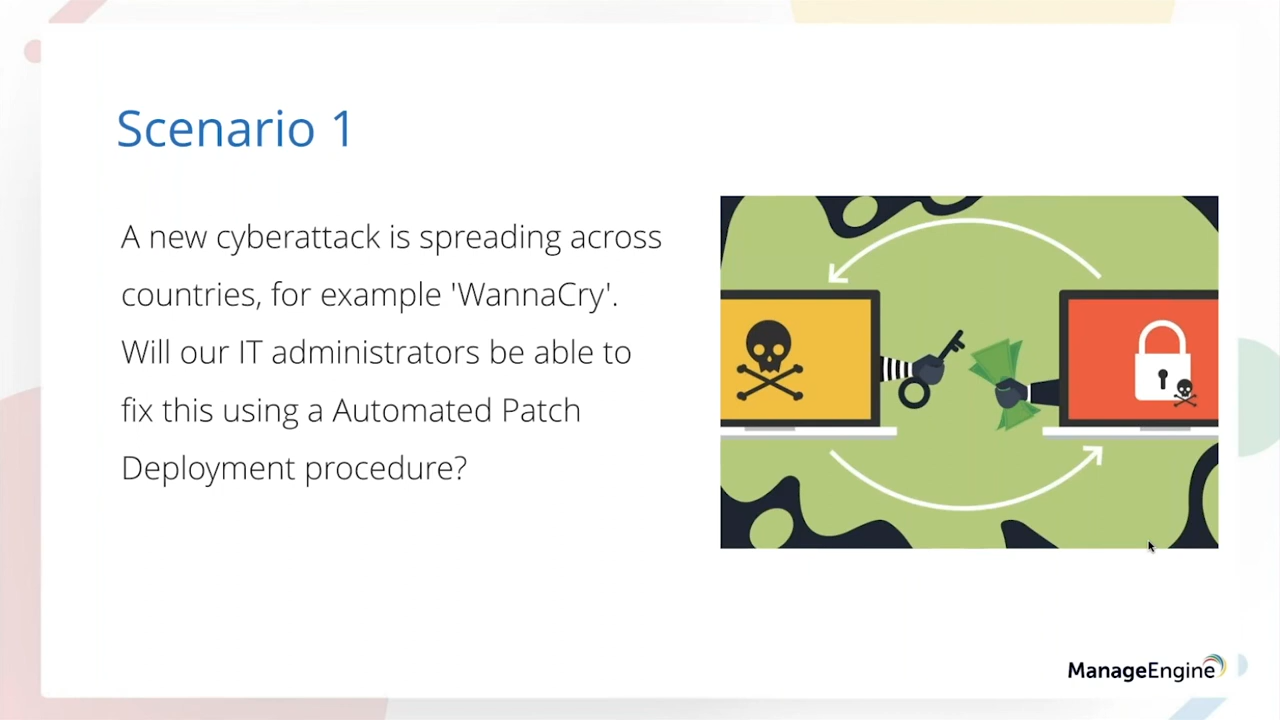 Scenario 1
A new cyberattack is spreading across
countries, for example 'WannaCry'.
Will our IT administrators be able to
fix this using a Automated Patch
Deployment procedure?
ManageEngine